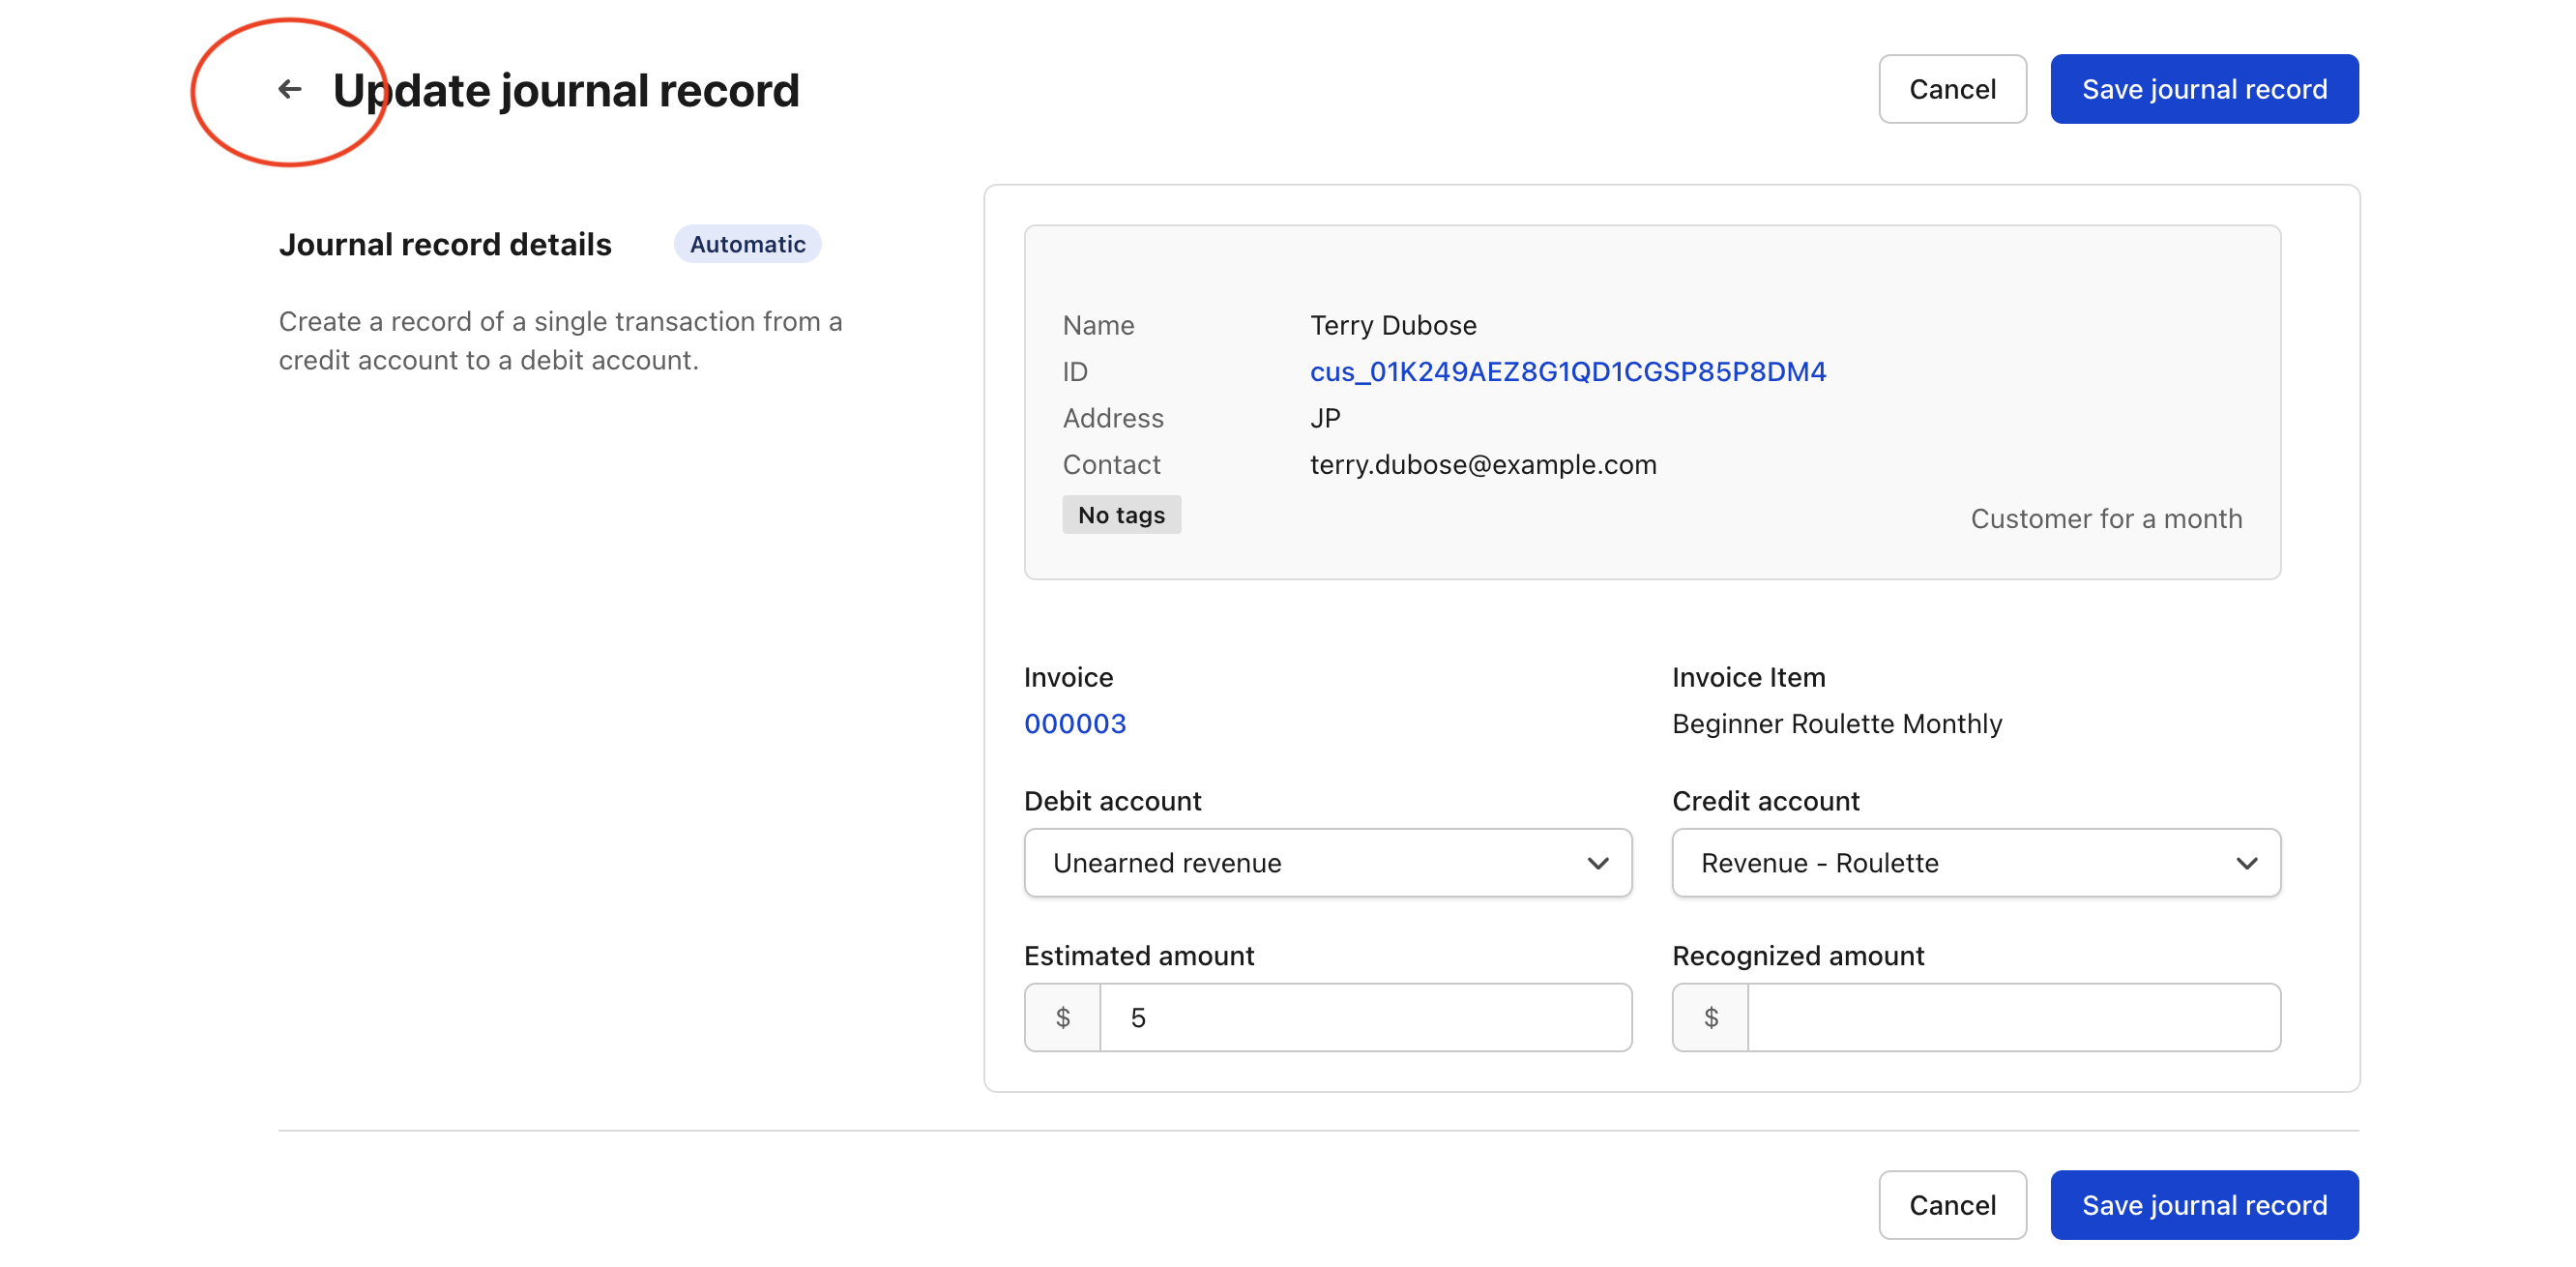 ← Update journal record
Cancel
Save journal record
Journal record details
Automatic
Create a record of a single transaction from a
credit account to a debit account.
Name Terry Dubose
ID cus_01K249AEZ8G1QD1CGSP85P8DM4
Address JP
Contact terry.dubose@example.com
No tags
Customer for a month
Invoice
000003
Invoice Item
Beginner Roulette Monthly
Debit account
Unearned revenue
Credit account
Revenue - Roulette
Estimated amount
$ 5
Recognized amount
$
Cancel
Save journal record